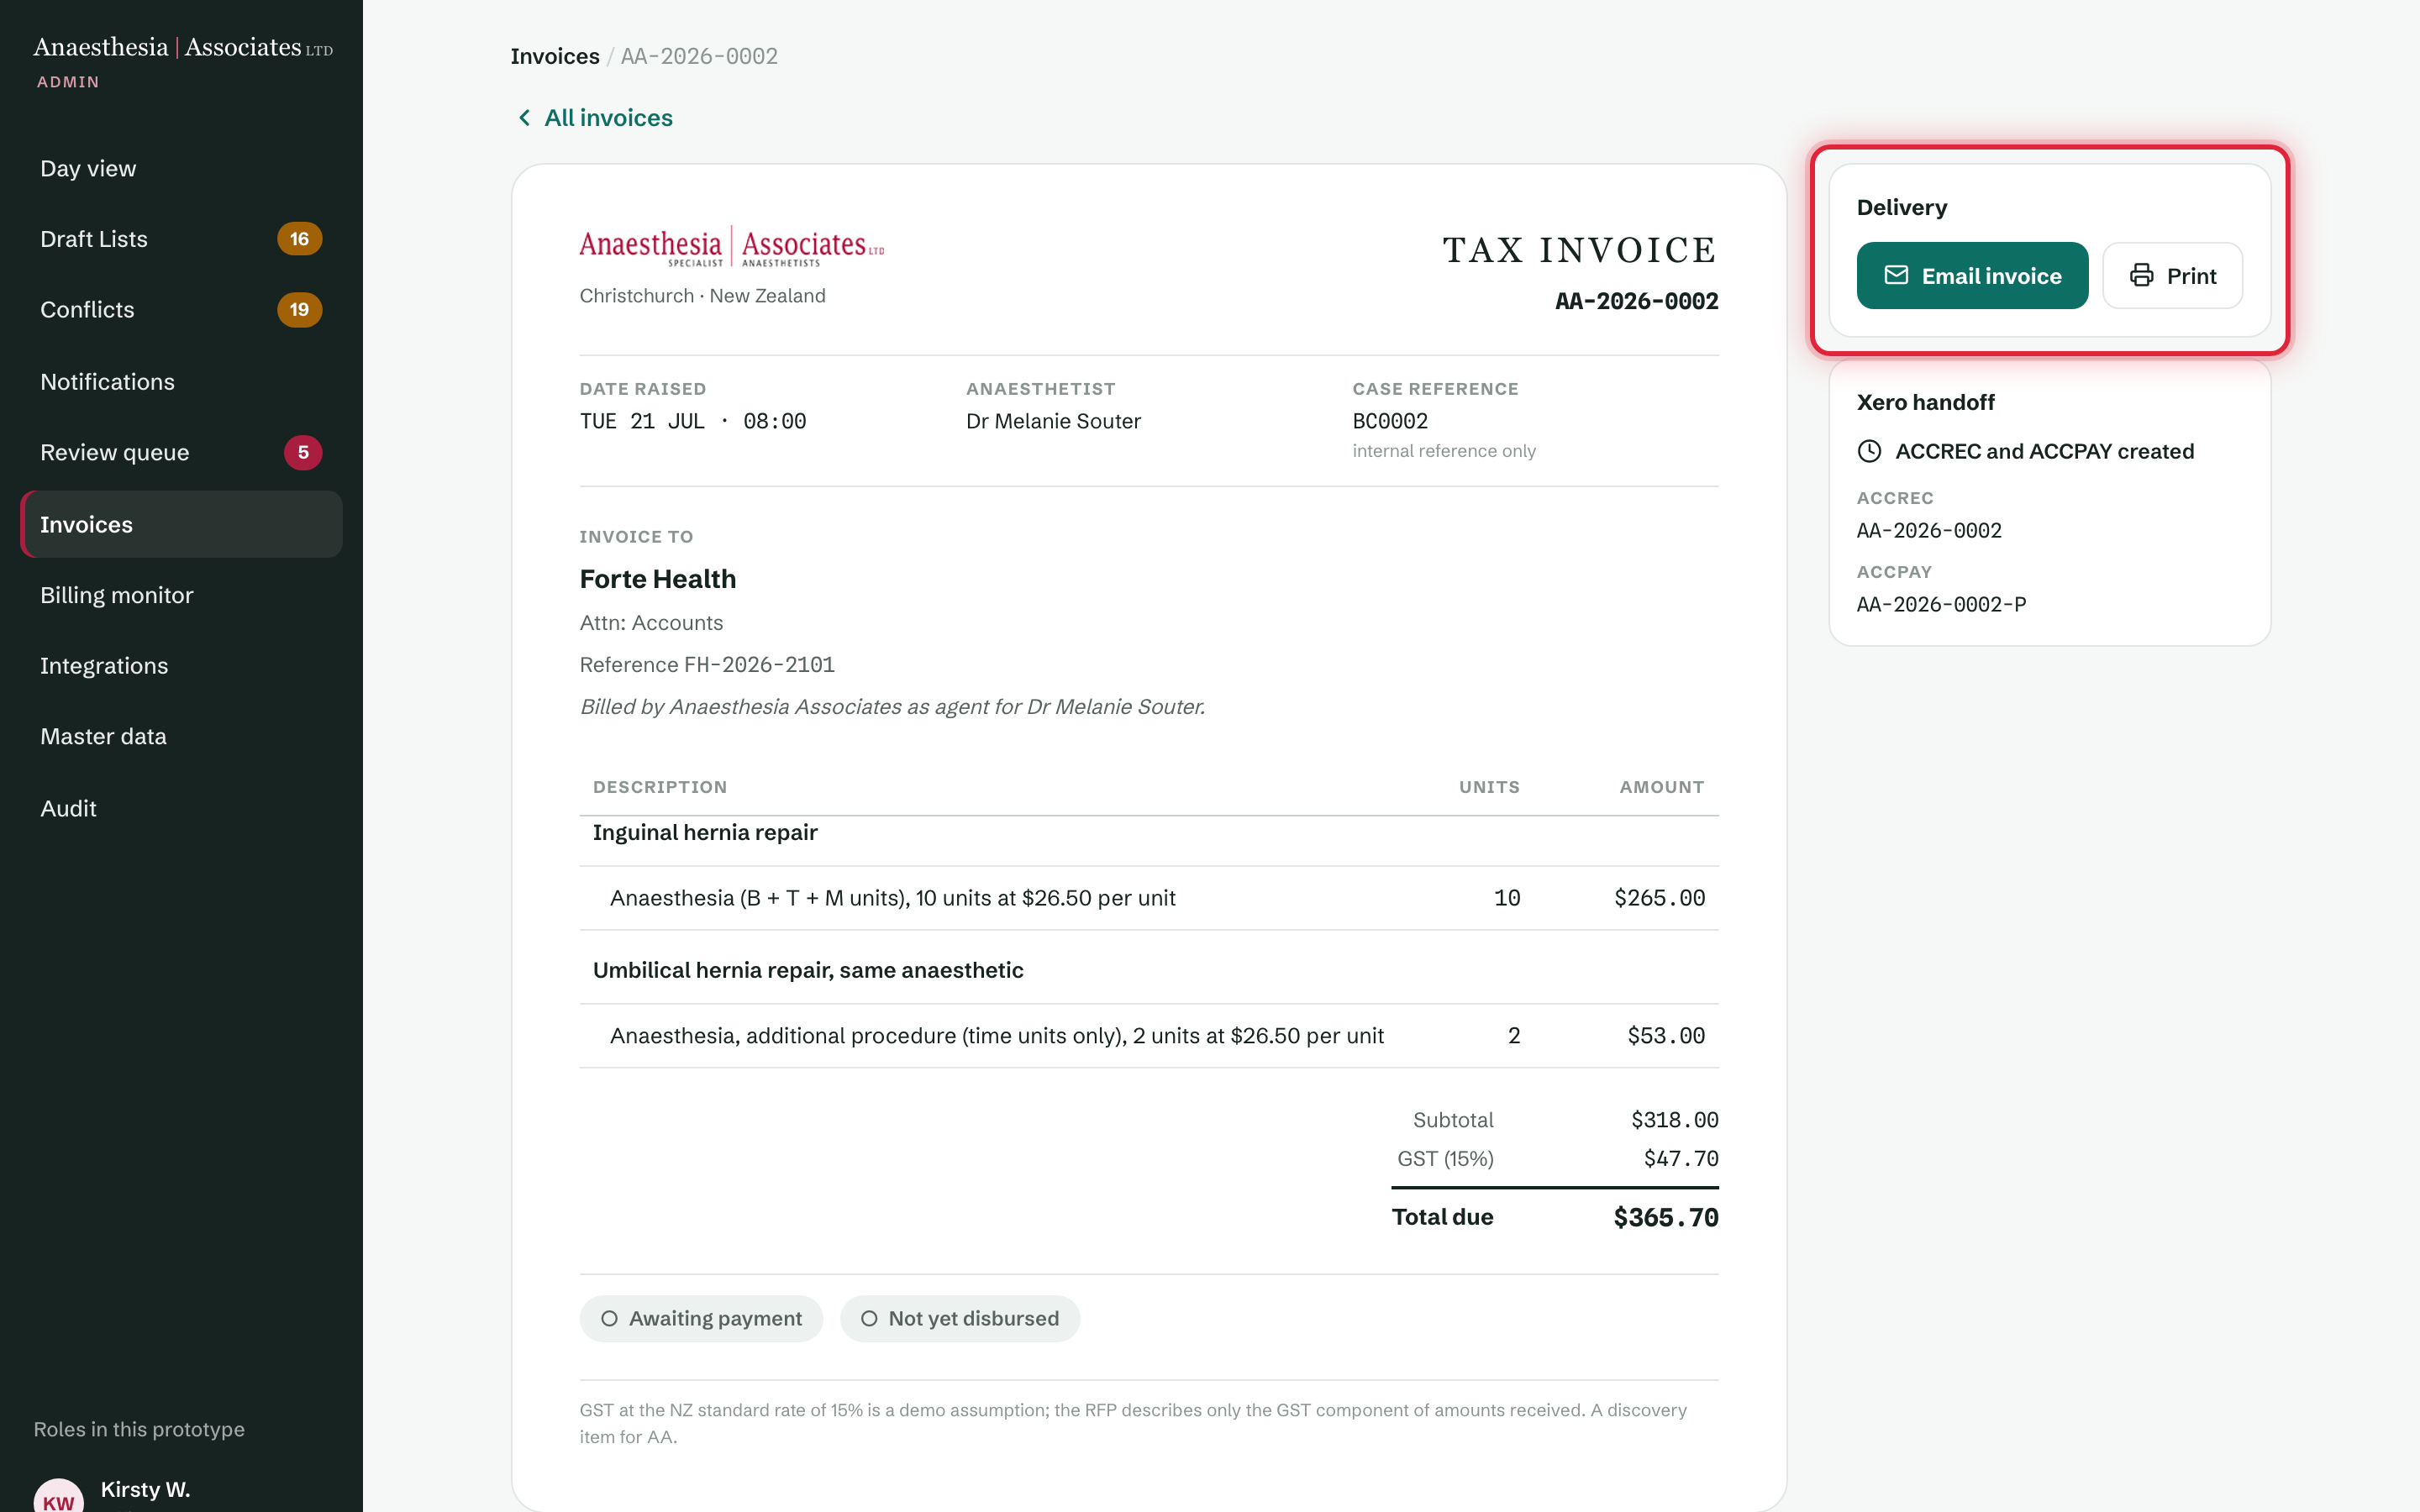 Anaesthesia | Associates LTD
ADMIN
Day view
Draft Lists 16
Conflicts 19
Notifications
Review queue 5
Invoices
Billing monitor
Integrations
Master data
Audit
Roles in this prototype
KW Kirsty W.
Invoices / AA-2026-0002
All invoices
Anaesthesia | Associates LTD
SPECIALIST ANAESTHETISTS
Christchurch · New Zealand
TAX INVOICE
AA-2026-0002
DATE RAISED ANAESTHETIST CASE REFERENCE
TUE 21 JUL · 08:00 Dr Melanie Souter BC0002
internal reference only
INVOICE TO
Forte Health
Attn: Accounts
Reference FH-2026-2101
Billed by Anaesthesia Associates as agent for Dr Melanie Souter.
DESCRIPTION UNITS AMOUNT
Inguinal hernia repair
Anaesthesia (B + T + M units), 10 units at $26.50 per unit 10 $265.00
Umbilical hernia repair, same anaesthetic
Anaesthesia, additional procedure (time units only), 2 units at $26.50 per unit 2 $53.00
Subtotal $318.00
GST (15%) $47.70
Total due $365.70
Awaiting payment Not yet disbursed
GST at the NZ standard rate of 15% is a demo assumption; the RFP describes only the GST component of amounts received. A discovery
item for AA.
Delivery
Email invoice Print
Xero handoff
ACCREC and ACCPAY created
ACCREC
AA-2026-0002
ACCPAY
AA-2026-0002-P